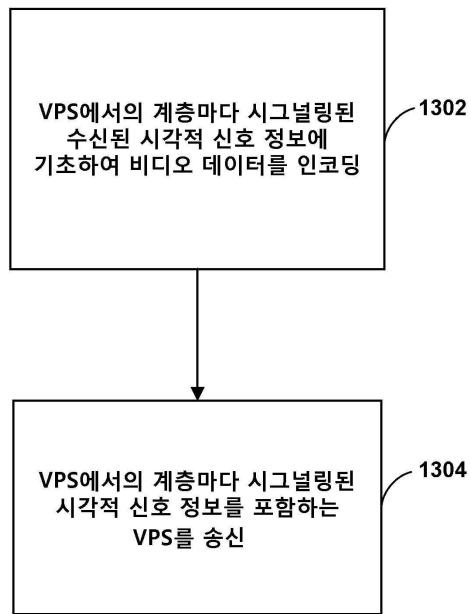 VPS에서의 계층마다 시그널링된
수신된 시각적 신호 정보에
기초하여 비디오 데이터를 인코딩
1302
VPS에서의 계층마다 시그널링된
시각적 신호 정보를 포함하는
VPS를 송신
1304